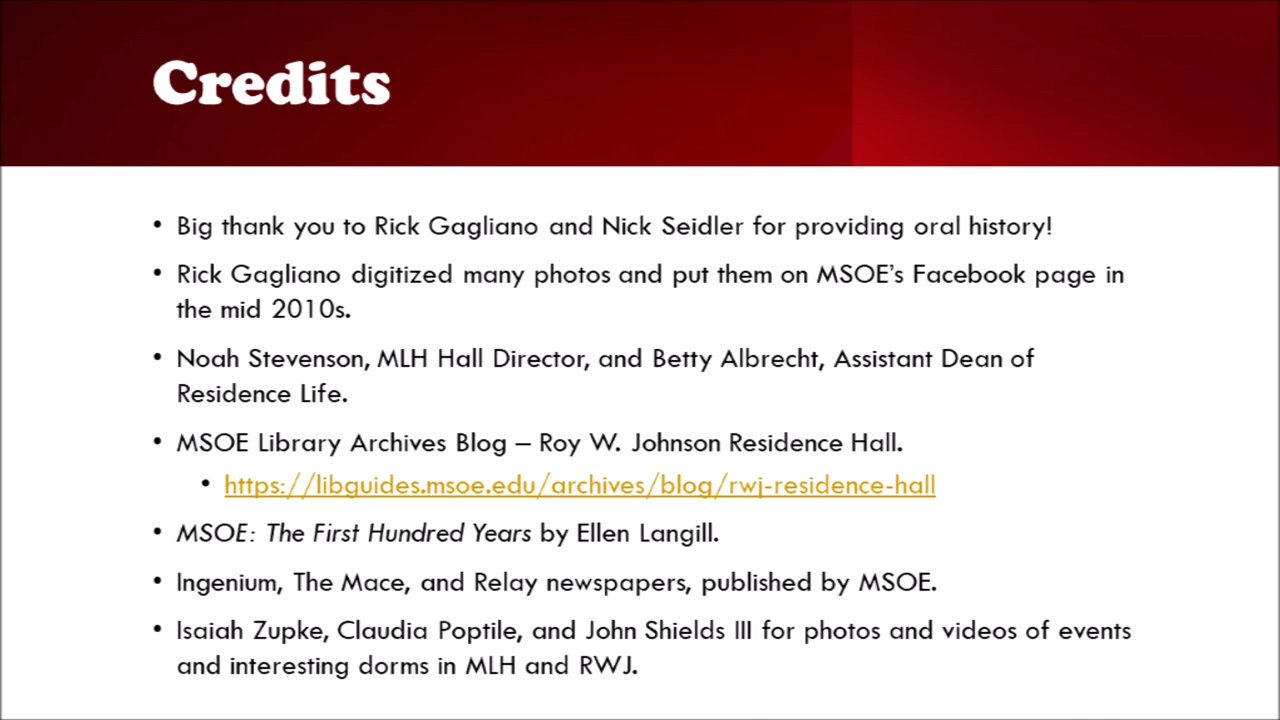 Credits
• Big thank you to Rick Gagliano and Nick Seidler for providing oral history!
• Rick Gagliano digitized many photos and put them on MSOE's Facebook page in
the mid 2010s.
• Noah Stevenson, MLH Hall Director, and Betty Albrecht, Assistant Dean of
Residence Life.
• MSOE Library Archives Blog – Roy W. Johnson Residence Hall.
• https://libguides.msoe.edu/archives/blog/rwj-residence-hall
• MSOE: The First Hundred Years by Ellen Langill.
• Ingenium, The Mace, and Relay newspapers, published by MSOE.
• Isaiah Zupke, Claudia Poptile, and John Shields III for photos and videos of events
and interesting dorms in MLH and RWJ.